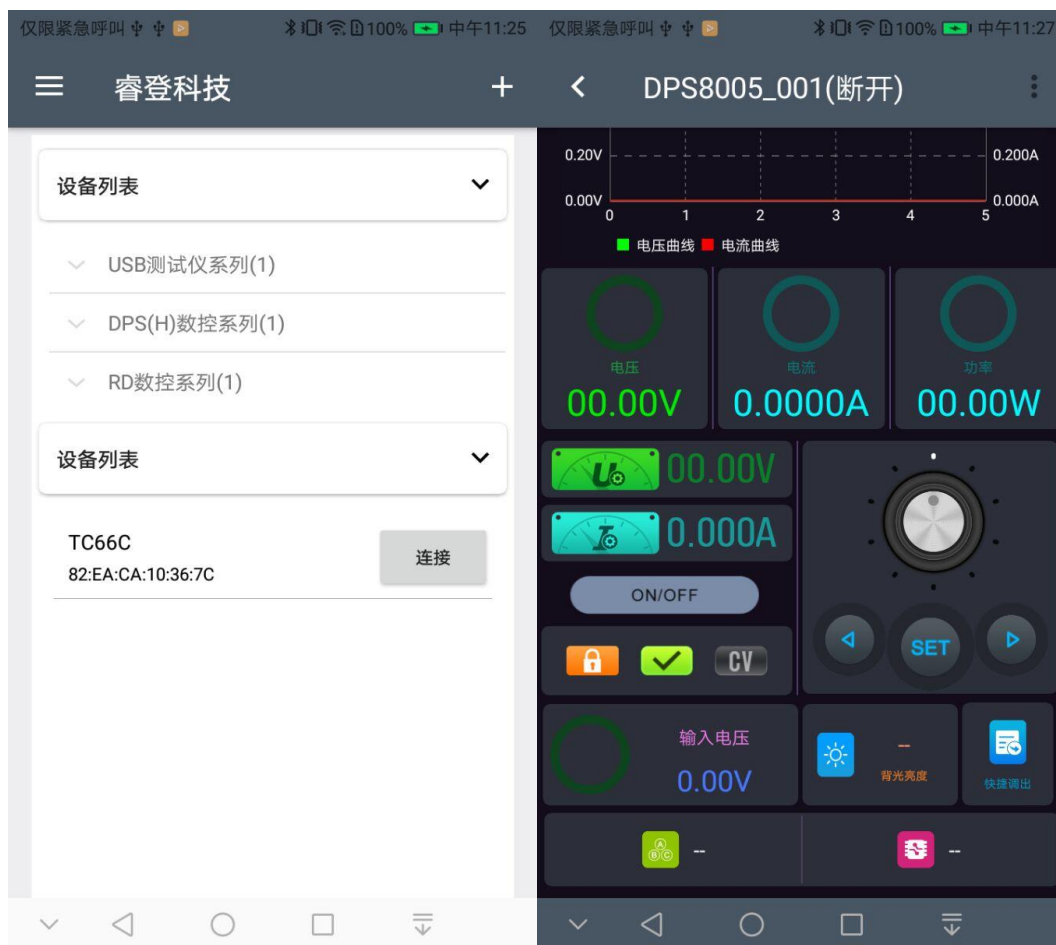 仅限紧急呼叫 100% 中午11:25
睿登科技 +
设备列表
USB测试仪系列(1)
DPS(H)数控系列(1)
RD数控系列(1)
设备列表
TC66C
82:EA:CA:10:36:7C
连接
仅限紧急呼叫 100% 中午11:27
DPS8005_001(断开)
0.20V 0.200A
0.00V 0.000A
0 1 2 3 4 5
电压曲线 电流曲线
电压 电流 功率
00.00V 0.0000A 00.00W
U 00.00V
I 0.000A
ON/OFF
CV
SET
输入电压
0.00V
--
背光亮度
快捷调出
A
B C
--
--